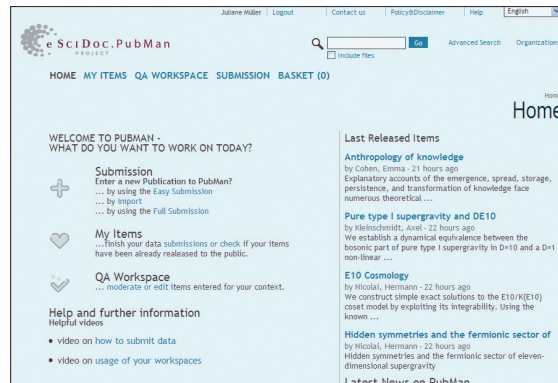 Juliane Müller Logout Contact us Policy&Disclaimer Help English
eSciDoc.PubMan
PROJECT
Go Advanced Search Organizations
Include files
HOME MY ITEMS QA WORKSPACE SUBMISSION BASKET (0)
Home
Home
WELCOME TO PUBMAN -
WHAT DO YOU WANT TO WORK ON TODAY?
Submission
Enter a new Publication to PubMan?
... by using the Easy Submission
... by Import
... by using the Full Submission
My Items
...finish your data submissions or check if your items
have been already realeased to the public.
QA Workspace
... moderate or edit items entered for your context.
Help and further information
Helpful videos
• video on how to submit data
• video on usage of your workspaces
Last Released Items
Anthropology of knowledge
by Cohen, Emma - 21 hours ago
Explanatory accounts of the emergence, spread, storage,
persistence, and transformation of knowledge face
numerous theoretical ...
Pure type I supergravity and DE10
by Kleinschmidt, Axel - 22 hours ago
We establish a dynamical equivalence between the
bosonic part of pure type I supergravity in D=10 and a D=1
non-linear ...
E10 Cosmology
by Nicolai, Hermann - 22 hours ago
We construct simple exact solutions to the E10/K(E10)
coset model by exploiting its integrability. Using the
known ...
Hidden symmetries and the fermionic sector of
by Nicolai, Hermann - 22 hours ago
Hidden symmetries and the fermionic sector of eleven-
dimensional supergravity
Latest News on PubMan